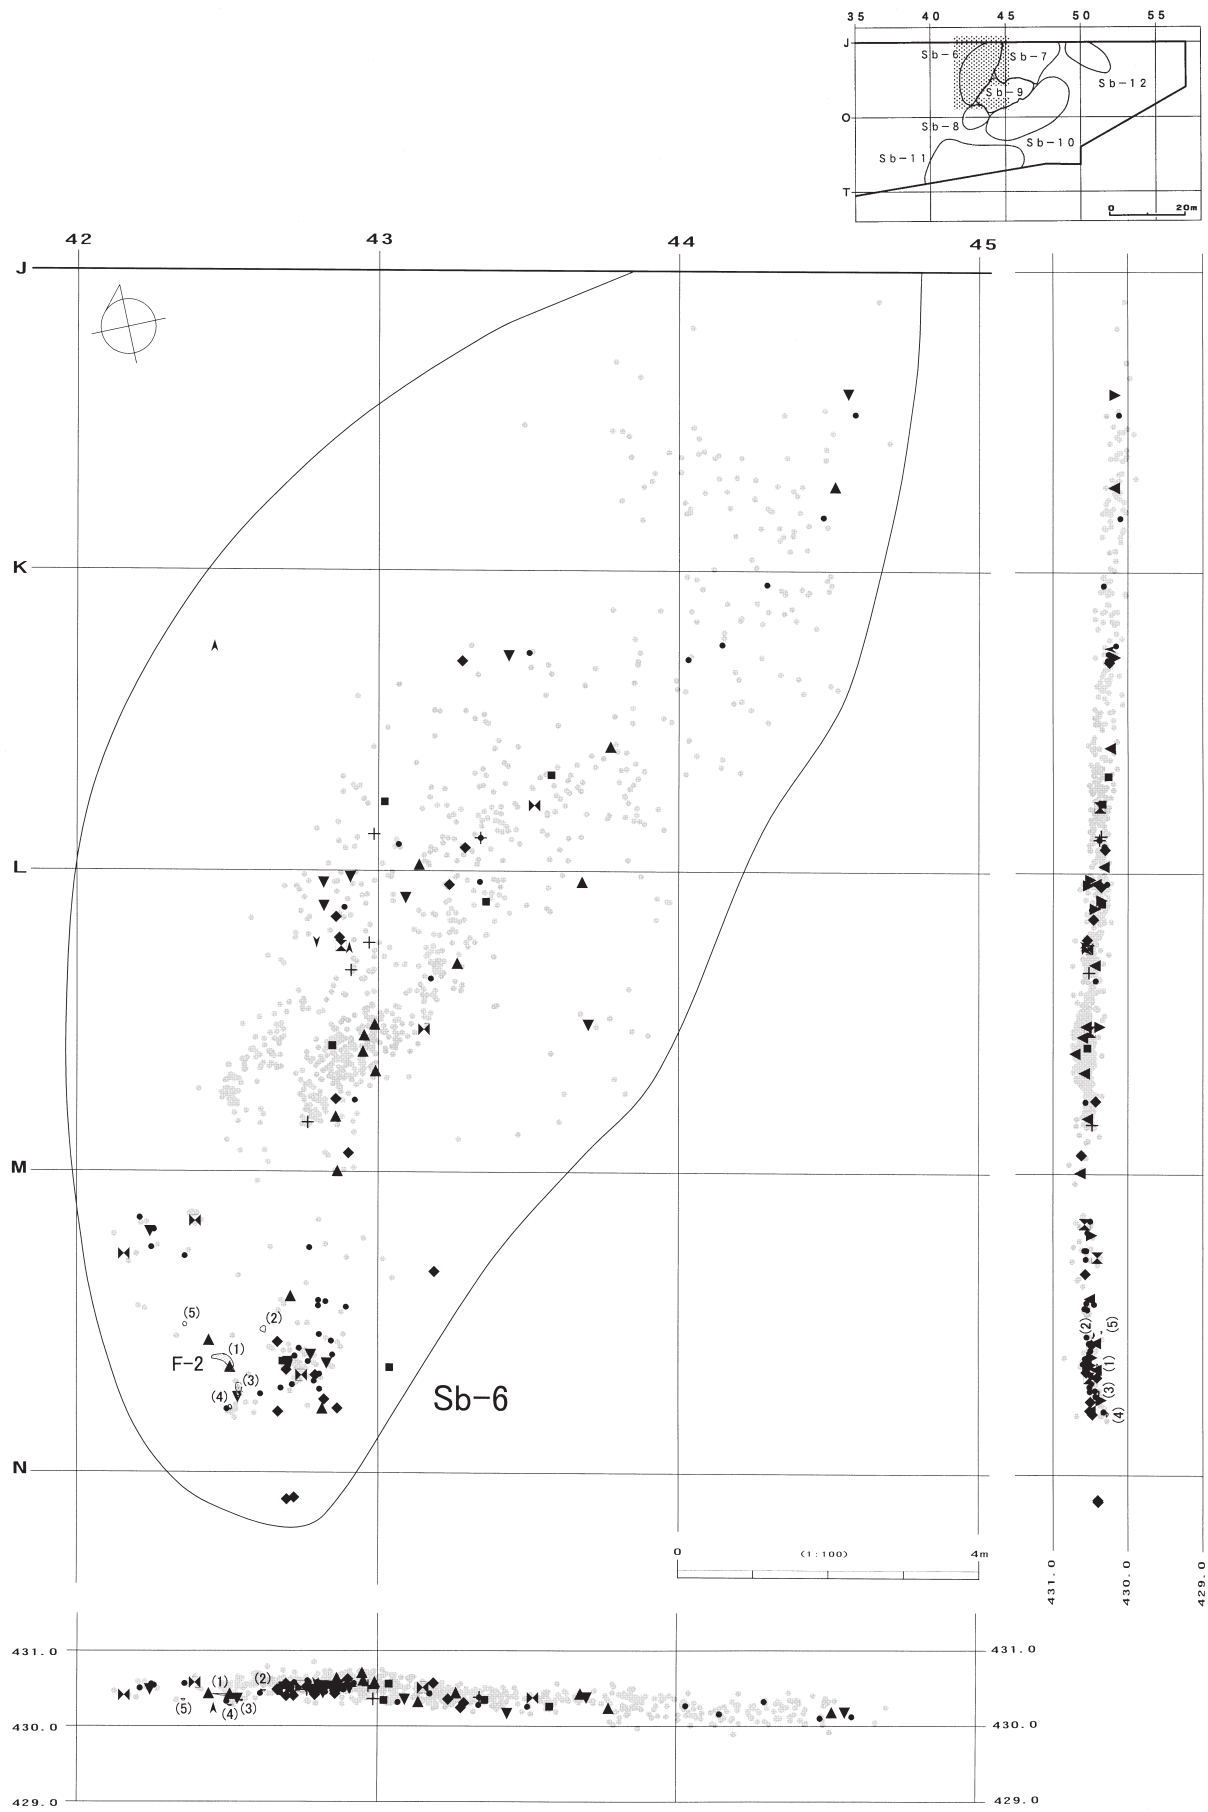 35 40 45 50 55
J
Sb-6
Sb-7
Sb-9
Sb-12
O
Sb-8
Sb-10
Sb-11
T
0 20m
42 43 44 45
J
K
L
M
(5)
(2)
(1)
F-2
(3)
(4)
Sb-6
N
0 (1:100) 4m
(2)
(5)
(1)
(3)
(4)
431.0 430.0 429.0
431.0 431.0
(1) (2)
(5) (4) (3)
430.0 430.0
429.0 429.0